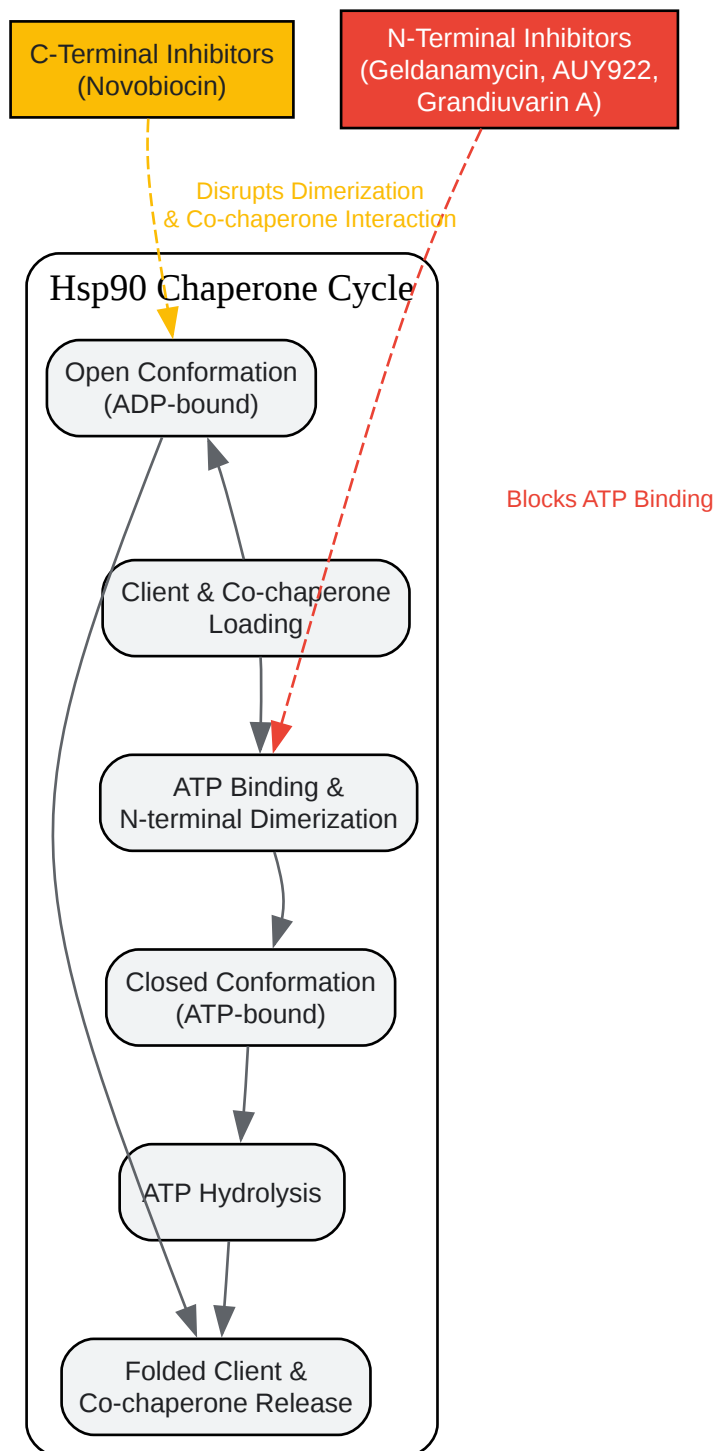 C-Terminal Inhibitors
(Novobiocin)
N-Terminal Inhibitors
(Geldanamycin, AUY922,
Grandiuvarin A)
Disrupts Dimerization
& Co-chaperone Interaction
Hsp90 Chaperone Cycle
Open Conformation
(ADP-bound)
Blocks ATP Binding
Client & Co-chaperone
Loading
ATP Binding &
N-terminal Dimerization
Closed Conformation
(ATP-bound)
ATP Hydrolysis
Folded Client &
Co-chaperone Release